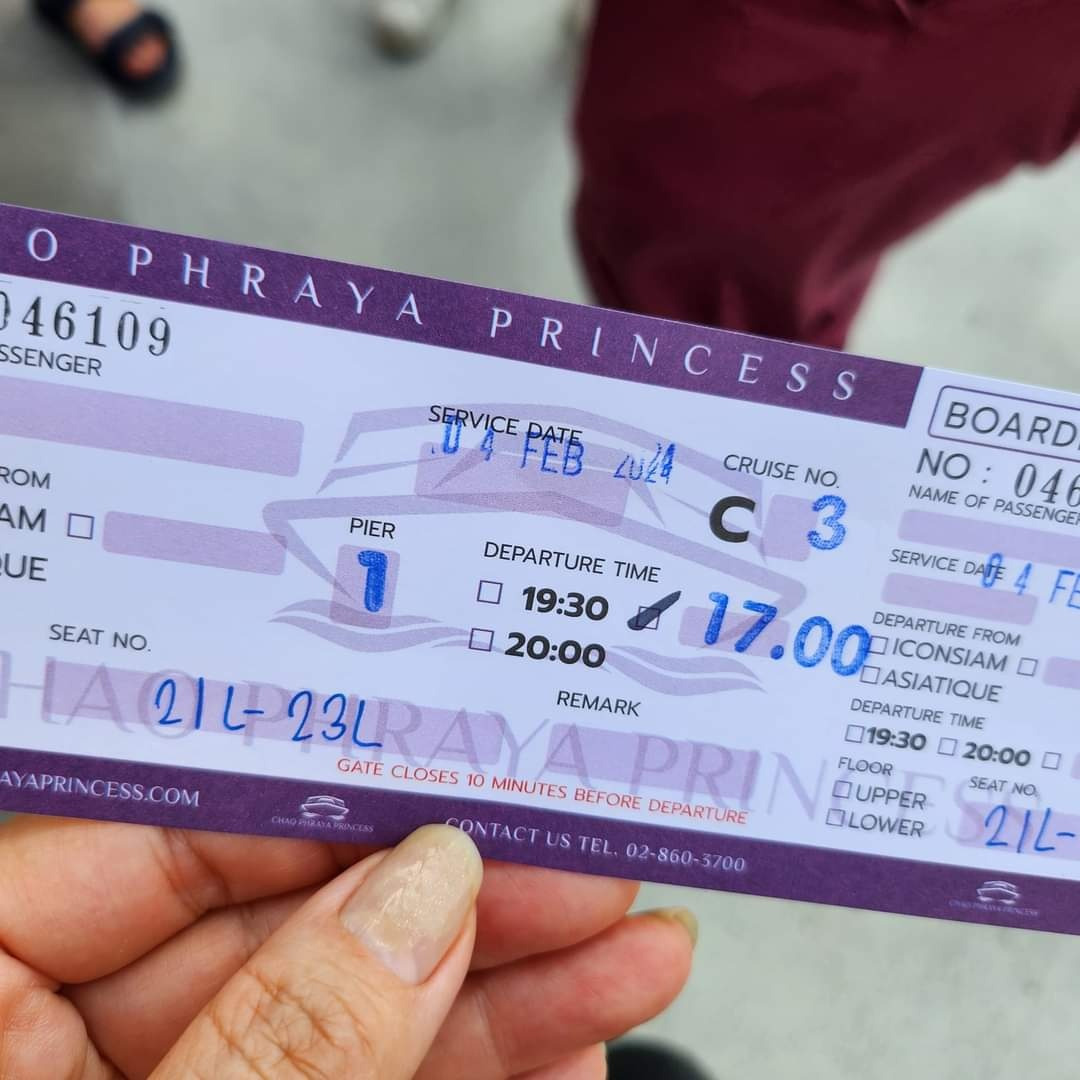 O PHRAYA PRINCESS
046109
SSENGER
SERVICE DATE
04 FEB 2024
CRUISE NO.
C 3
ROM
AM
QUE
PIER
1
DEPARTURE TIME
19:30
17.00
20:00
SEAT NO.
21L- 23L
REMARK
CHAO PHRAYA PRINCESS
GATE CLOSES 10 MINUTES BEFORE DEPARTURE
AYAPRINCESS.COM
CHAO PHRAYA PRINCESS
CONTACT US TEL. 02-860-3700
BOARD
NO : 046
NAME OF PASSENGER
SERVICE DATE
04 FE
DEPARTURE FROM
ICONSIAM
ASIATIQUE
DEPARTURE TIME
19:30 20:00
FLOOR
UPPER
LOWER
SEAT NO.
21L-
CHAO PHRAYA PRINCESS